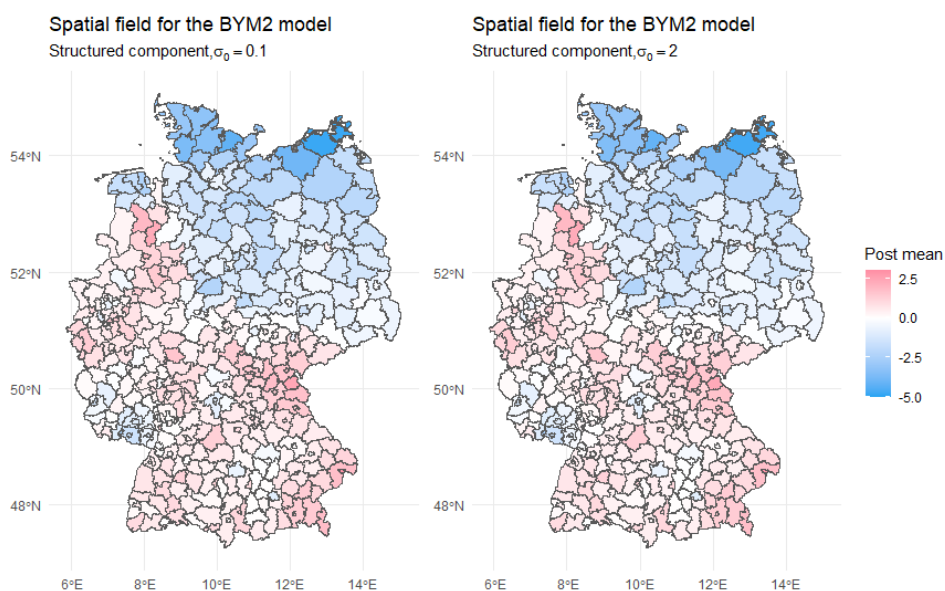 Spatial field for the BYM2 model
Structured component,σ₀ = 0.1
54°N
52°N
50°N
48°N
6°E 8°E 10°E 12°E 14°E
Spatial field for the BYM2 model
Structured component,σ₀ = 2
54°N
52°N
50°N
48°N
6°E 8°E 10°E 12°E 14°E
Post mean
2.5
0.0
-2.5
-5.0